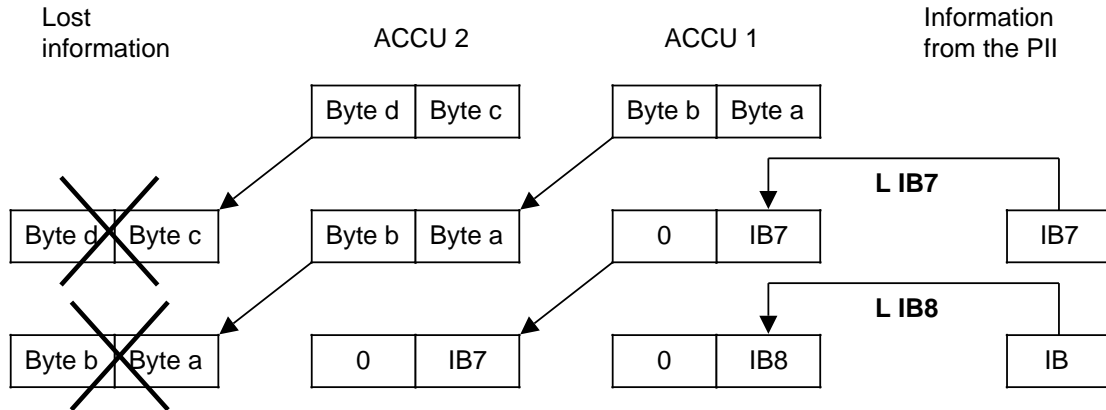 Lost
information
ACCU 2
ACCU 1
Information
from the PII
Byte d Byte c
Byte b Byte a
L IB7
Byte d Byte c
Byte b Byte a
0 IB7
IB7
L IB8
Byte b Byte a
0 IB7
0 IB8
IB